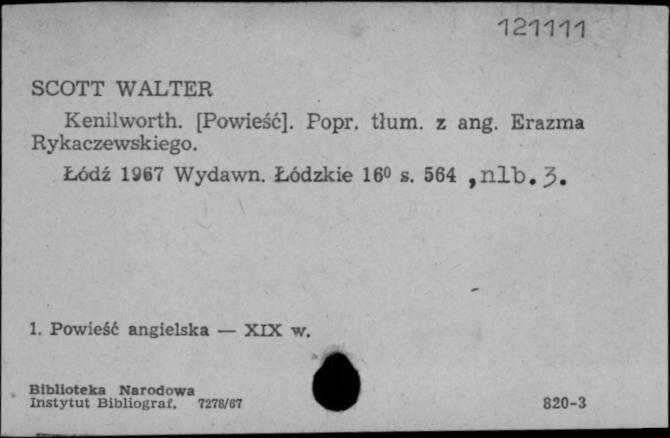 121111
SCOTT WALTER
Kenilworth. [Powieść]. Popr. tłum. z ang. Erazma
Rykaczewskiego.
Łódź 1967 Wydawn. Łódzkie 16⁰ s. 564 ,nlb.3.
1. Powieść angielska — XIX w.
Biblioteka Narodowa
Instytut Bibliograf. 7278/67
820-3